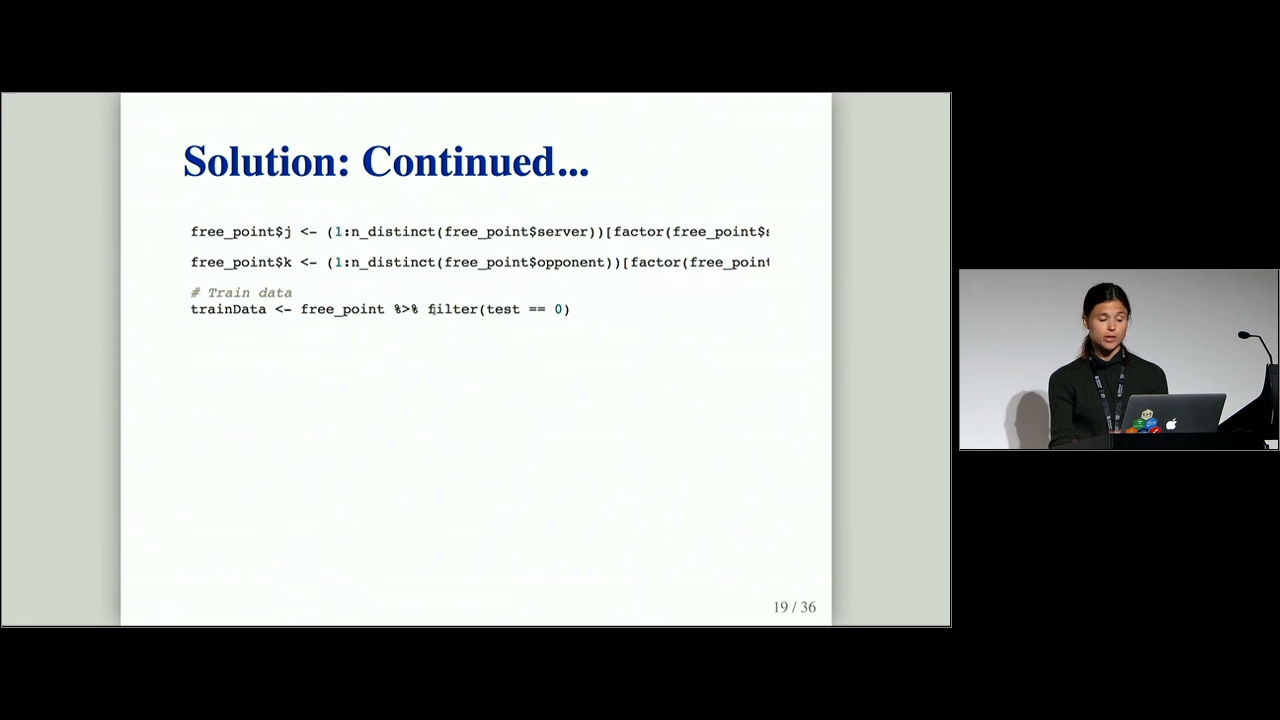 Solution: Continued...
free_point$j <- (1:n_distinct(free_point$server))[factor(free_point$s
free_point$k <- (1:n_distinct(free_point$opponent))[factor(free_point
# Train data
trainData <- free_point %>% filter(test == 0)
19 / 36